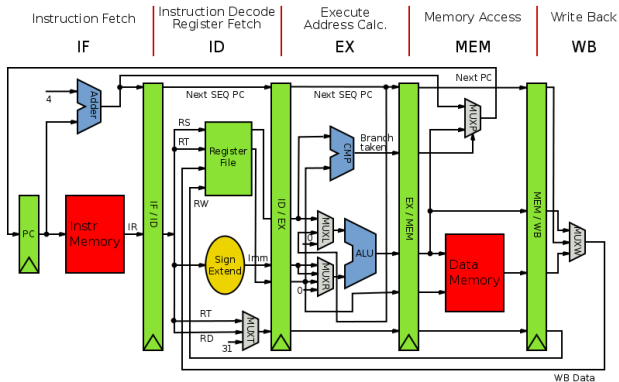 Instruction Fetch
IF
Instruction Decode
Register Fetch
ID
Execute
Address Calc.
EX
Memory Access
MEM
Write Back
WB
Next PC
4
Adder
Next SEQ PC
Next SEQ PC
MUXP
RS
RT
Register
File
RW
Branch
taken
CMP
PC
Instr
Memory
IR
IF / ID
ID / EX
EX / MEM
MEM / WB
MUXL
0
ALU
MUXW
Sign
Extend
Imm
MUXR
0
Data
Memory
RT
RD
MUXT
31
WB Data